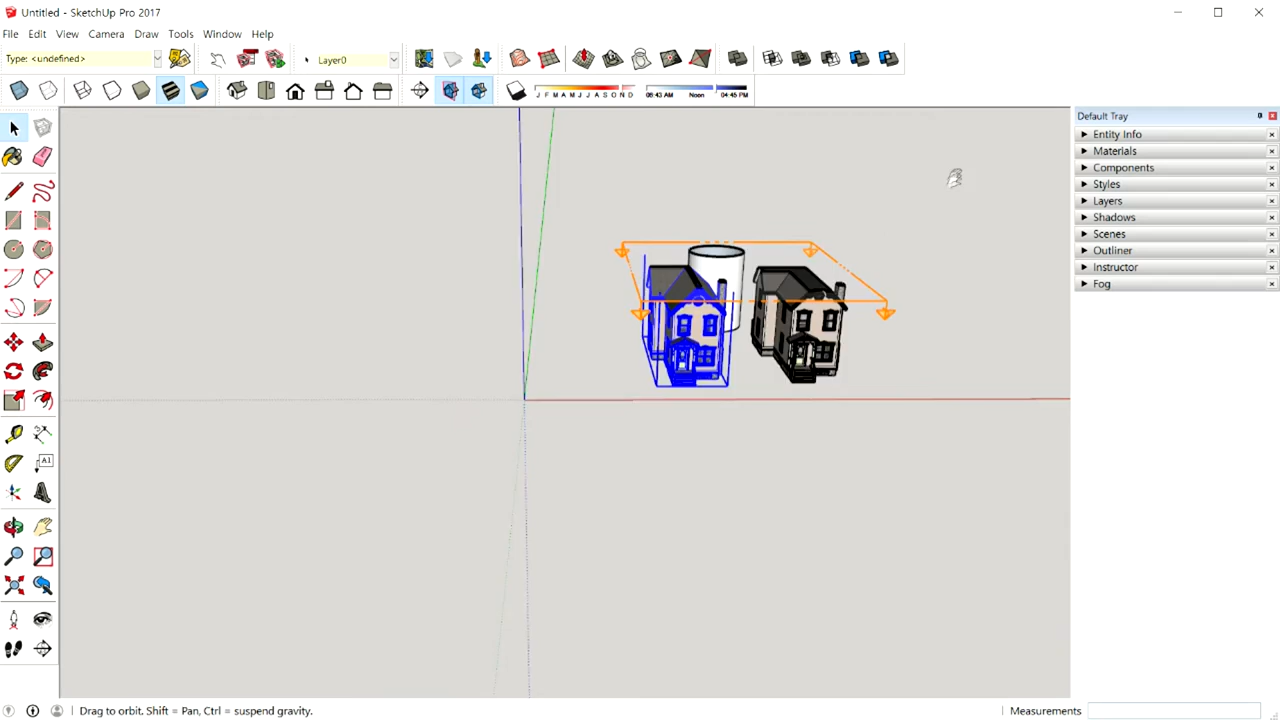 Untitled - SketchUp Pro 2017
File Edit View Camera Draw Tools Window Help
Type: <undefined>
Layer0
J F M A M J J A S O N D
06:43 AM Noon 04:45 PM
Default Tray
Entity Info
Materials
Components
Styles
Layers
Shadows
Scenes
Outliner
Instructor
Fog
A1
Drag to orbit. Shift = Pan, Ctrl = suspend gravity.
Measurements